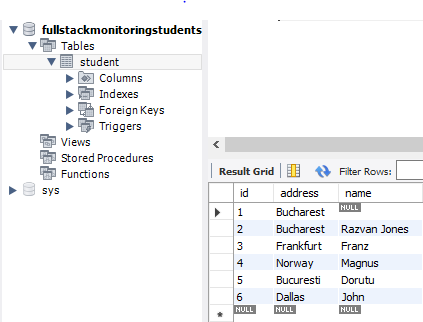 fullstackmonitoringstudents
Tables
student
Columns
Indexes
Foreign Keys
Triggers
Views
Stored Procedures
Functions
sys
Result Grid Filter Rows:
id address name
1 Bucharest NULL
2 Bucharest Razvan Jones
3 Frankfurt Franz
4 Norway Magnus
5 Bucuresti Dorutu
6 Dallas John
* NULL NULL NULL